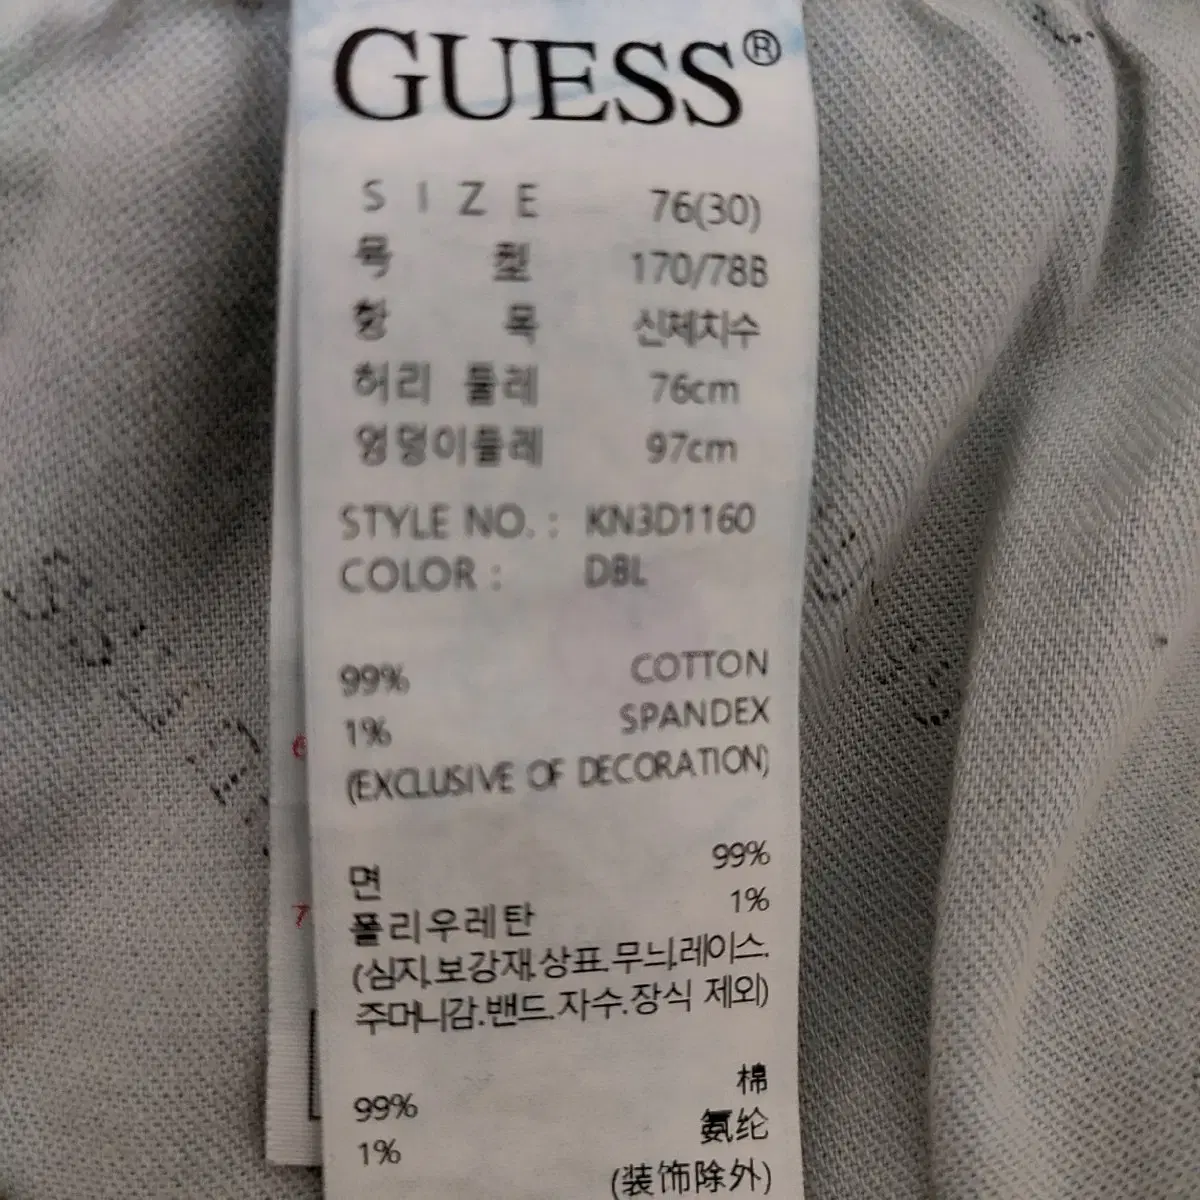 GUESS®
SIZE 76(30)
호형 170/78B
항목 신체치수
허리 둘레 76cm
엉덩이둘레 97cm
STYLE NO. : KN3D1160
COLOR : DBL
99% COTTON
1% SPANDEX
(EXCLUSIVE OF DECORATION)
면 99%
폴리우레탄 1%
(심지.보강재.상표.무늬.레이스.
주머니감.밴드.자수.장식 제외)
99% 棉
1% 氨纶
(装饰除外)